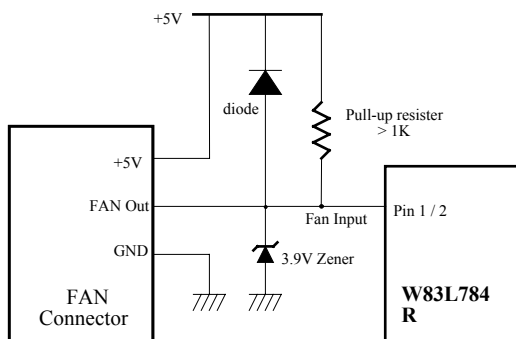 +5V
diode
Pull-up resister
> 1K
+5V
FAN Out
Fan Input
Pin 1 / 2
GND
3.9V Zener
FAN
Connector
W83L784
R